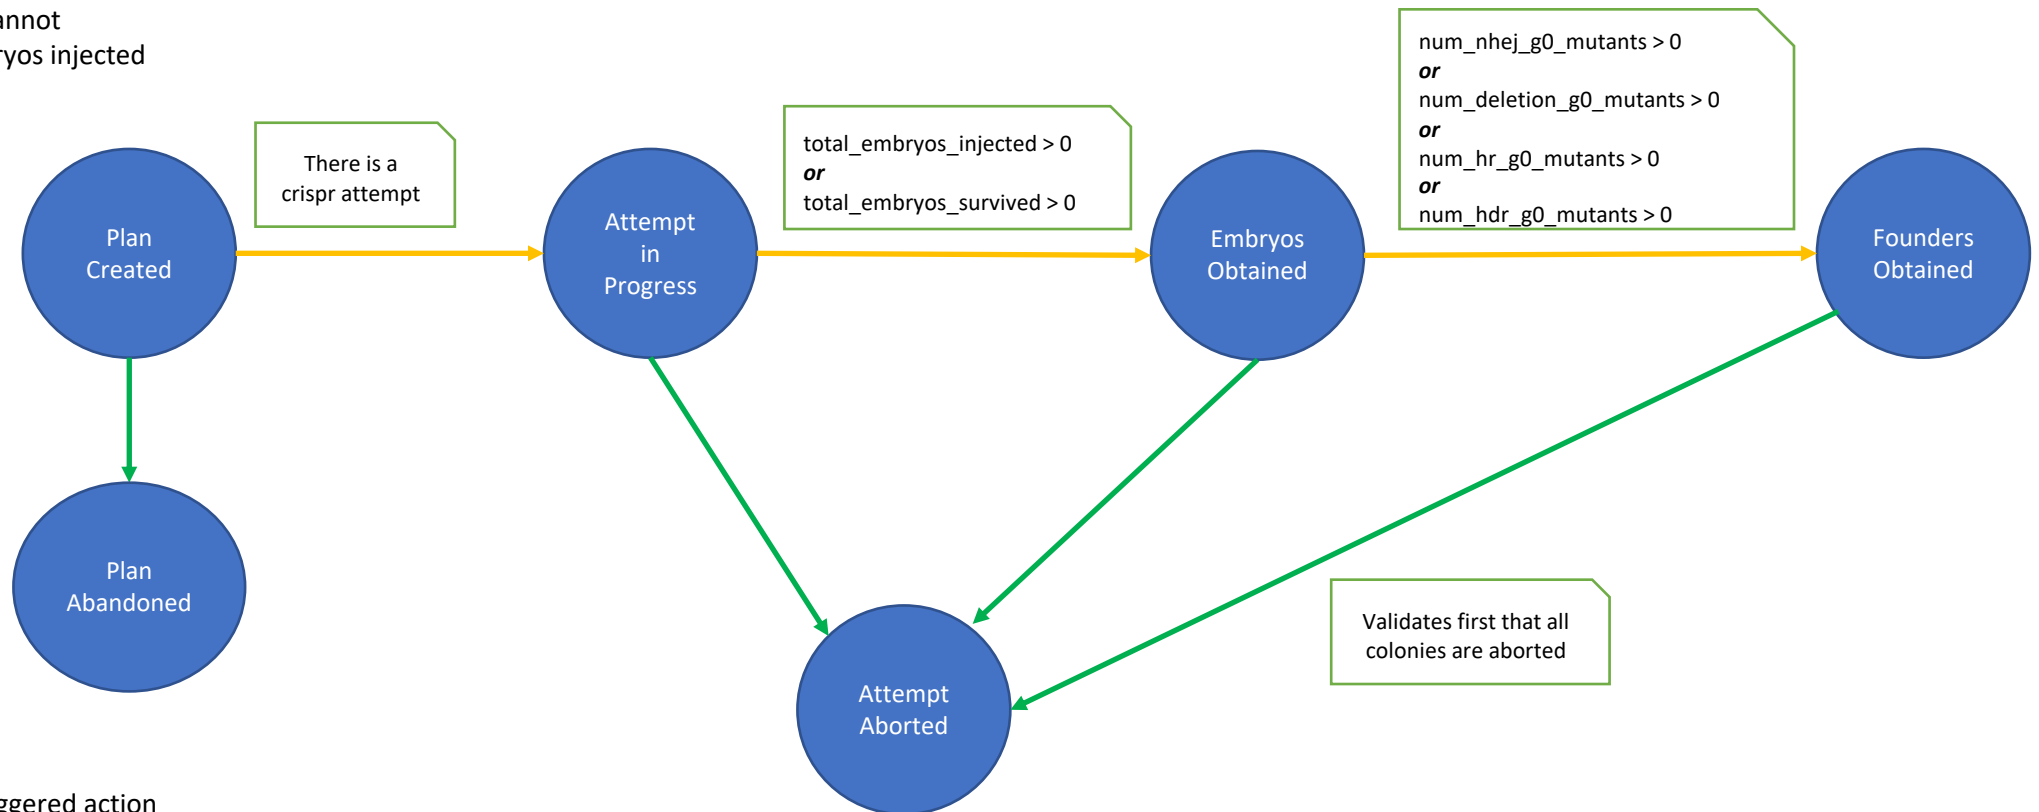 ryos injected
There is a
crispr attempt
total_embryos_injected > 0
or
total_embryos_survived > 0
num_nhej_g0_mutants > 0
or
num_deletion_g0_mutants > 0
or
num_hr_g0_mutants > 0
or
num_hdr_g0_mutants > 0
Plan
Created
Attempt
in
Progress
Embryos
Obtained
Founders
Obtained
Plan
Abandoned
Validates first that all
colonies are aborted
Attempt
Aborted
action